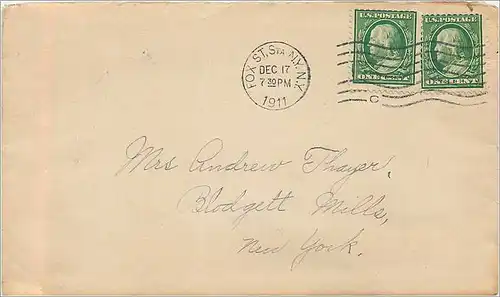 U.S. POSTAGE U.S. POSTAGE
ONE CENT ONE CENT
FOX ST. STA. N.Y. N.Y.
DEC 17
7 30 PM
1911
C
Mrs Andrew Thayer,
Blodgett Mills,
New York.